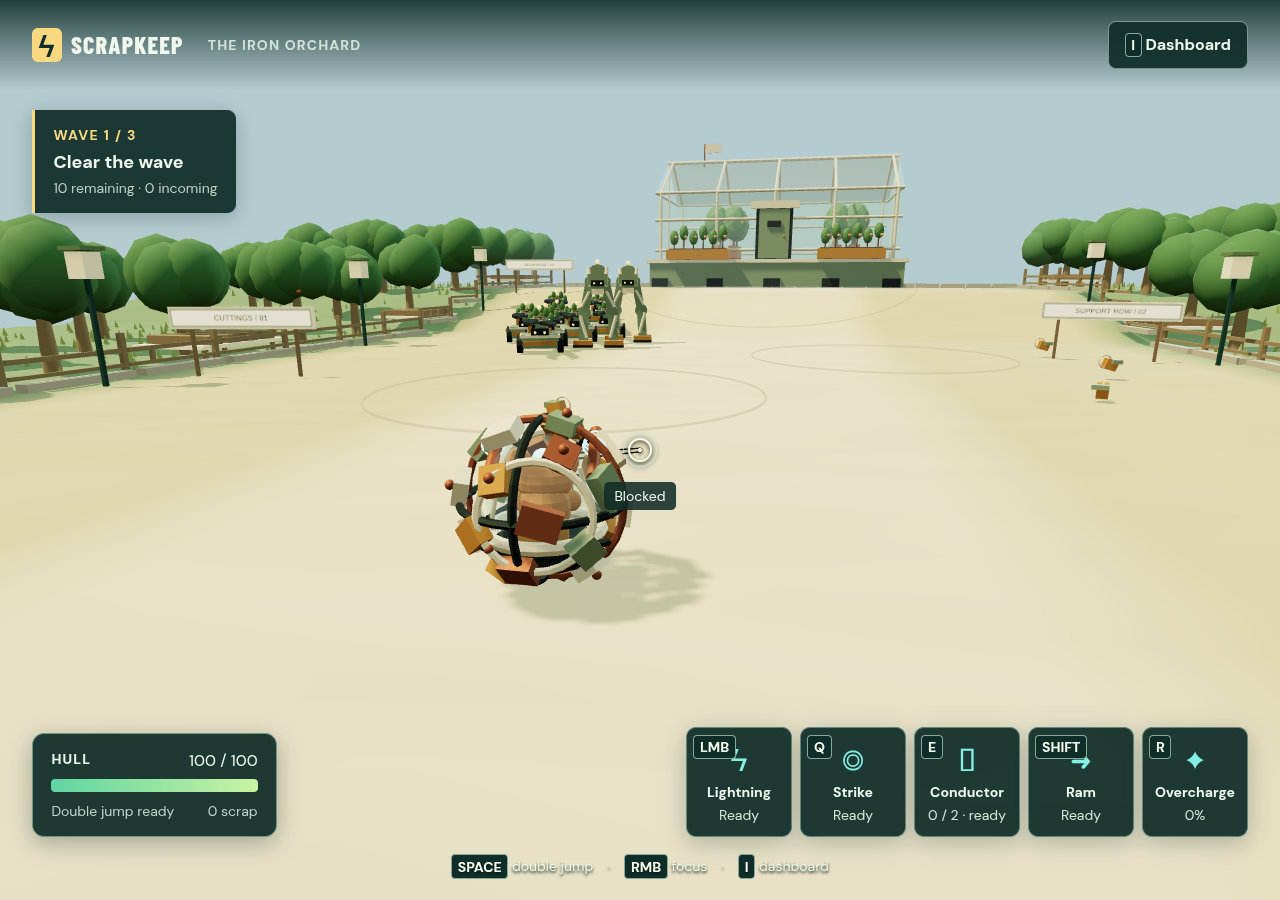 SCRAPKEEP
THE IRON ORCHARD
I Dashboard
WAVE 1 / 3
Clear the wave
10 remaining · 0 incoming
CUTTINGS / 01
SUPPORT ROW / 02
Blocked
HULL 100 / 100
Double jump ready 0 scrap
LMB
Lightning
Ready
Q
Strike
Ready
E
Conductor
0 / 2 · ready
SHIFT
Ram
Ready
R
Overcharge
0%
SPACE double jump · RMB focus · I dashboard